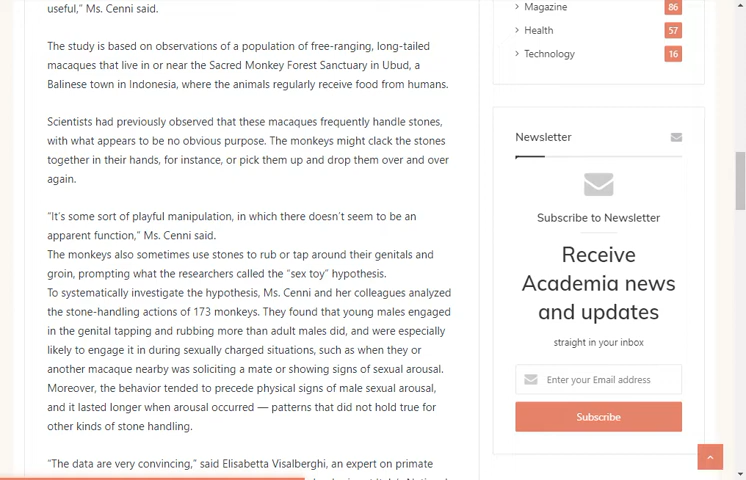 useful,” Ms. Cenni said.
The study is based on observations of a population of free-ranging, long-tailed
macaques that live in or near the Sacred Monkey Forest Sanctuary in Ubud, a
Balinese town in Indonesia, where the animals regularly receive food from humans.
Scientists had previously observed that these macaques frequently handle stones,
with what appears to be no obvious purpose. The monkeys might clack the stones
together in their hands, for instance, or pick them up and drop them over and over
again.
“It’s some sort of playful manipulation, in which there doesn’t seem to be an
apparent function,” Ms. Cenni said.
The monkeys also sometimes use stones to rub or tap around their genitals and
groin, prompting what the researchers called the “sex toy” hypothesis.
To systematically investigate the hypothesis, Ms. Cenni and her colleagues analyzed
the stone-handling actions of 173 monkeys. They found that young males engaged
in the genital tapping and rubbing more than adult males did, and were especially
likely to engage it in during sexually charged situations, such as when they or
another macaque nearby was soliciting a mate or showing signs of sexual arousal.
Moreover, the behavior tended to precede physical signs of male sexual arousal,
and it lasted longer when arousal occurred — patterns that did not hold true for
other kinds of stone handling.
“The data are very convincing,” said Elisabetta Visalberghi, an expert on primate
Magazine 86
Health 57
Technology 16
Newsletter
Subscribe to Newsletter
Receive
Academia news
and updates
straight in your inbox
Enter your Email address
Subscribe